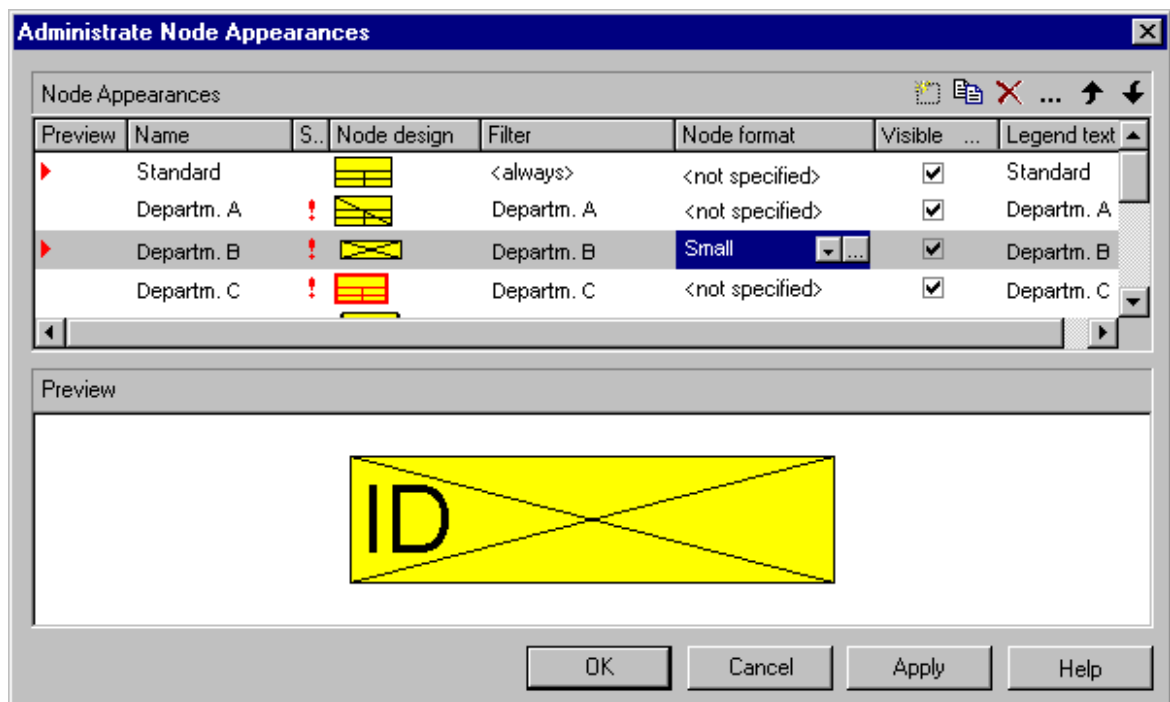 Administrate Node Appearances
Node Appearances ...
Preview Name S.. Node design Filter Node format Visible ... Legend text
Standard <always> <not specified> Standard
Departm. A ! Departm. A <not specified> Departm. A
Departm. B ! Departm. B Small ... Departm. B
Departm. C ! Departm. C <not specified> Departm. C
Preview
ID
OK Cancel Apply Help